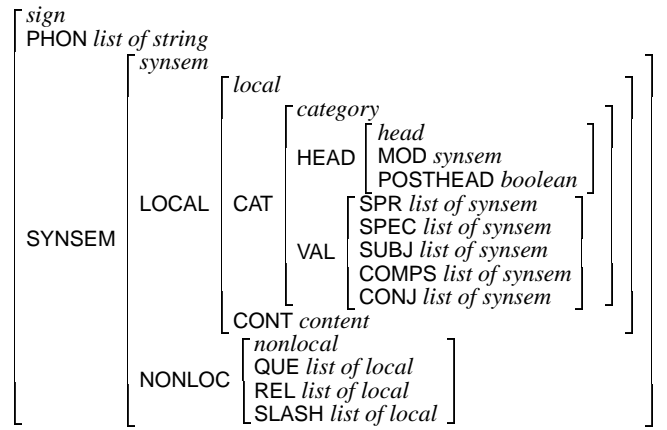 sign
PHON list of string
synsem
local
category
head
HEAD
MOD synsem
POSTHEAD boolean
LOCAL
CAT
SPR list of synsem
SPEC list of synsem
SYNSEM
VAL
SUBJ list of synsem
COMPS list of synsem
CONJ list of synsem
CONT content
nonlocal
QUE list of local
NONLOC
REL list of local
SLASH list of local